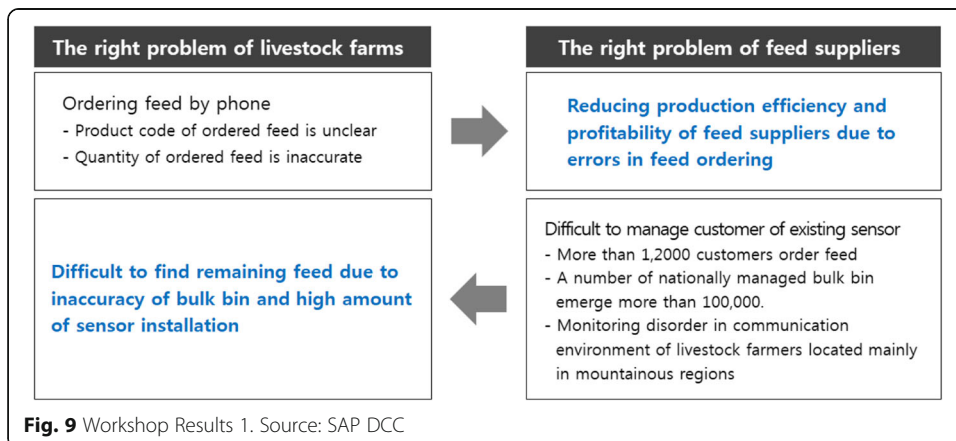 The right problem of livestock farms
Ordering feed by phone
- Product code of ordered feed is unclear
- Quantity of ordered feed is inaccurate
The right problem of feed suppliers
Reducing production efficiency and
profitability of feed suppliers due to
errors in feed ordering
Difficult to find remaining feed due to
inaccuracy of bulk bin and high amount
of sensor installation
Difficult to manage customer of existing sensor
- More than 1,2000 customers order feed
- A number of nationally managed bulk bin
emerge more than 100,000.
- Monitoring disorder in communication
environment of livestock farmers located mainly
in mountainous regions
Fig. 9 Workshop Results 1. Source: SAP DCC